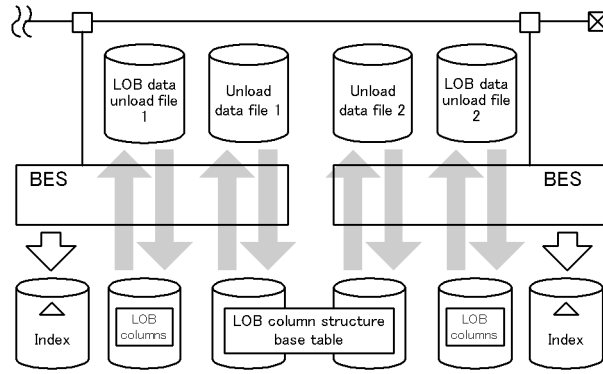 LOB data
unload file
1
Unload
data file 1
Unload
data file 2
LOB data
unload file
2
BES
BES
Index
LOB
columns
LOB column structure
base table
LOB
columns
Index